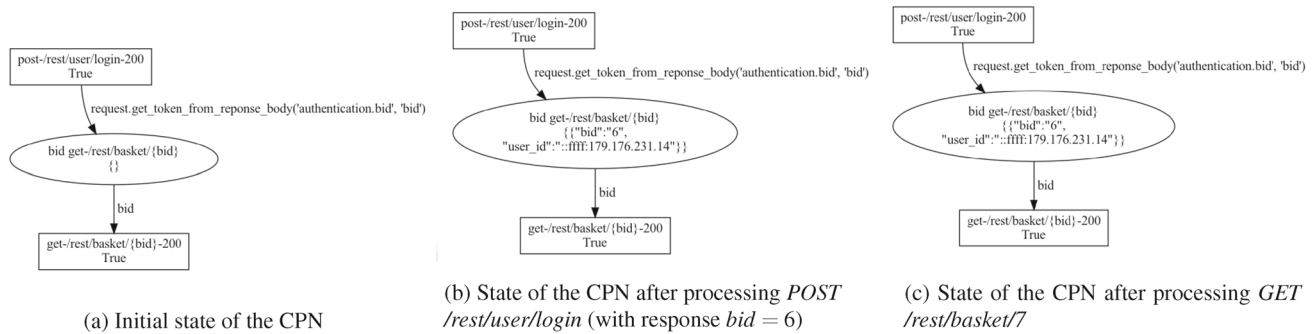 post-/rest/user/login-200
True
request.get_token_from_reponse_body('authentication.bid', 'bid')
bid get-/rest/basket/{bid}
{}
bid
get-/rest/basket/{bid}-200
True
(a) Initial state of the CPN
post-/rest/user/login-200
True
request.get_token_from_reponse_body('authentication.bid', 'bid')
bid get-/rest/basket/{bid}
{{"bid":"6",
"user_id":"::ffff:179.176.231.14"}}
bid
get-/rest/basket/{bid}-200
True
(b) State of the CPN after processing POST
/rest/user/login (with response bid = 6)
post-/rest/user/login-200
True
request.get_token_from_reponse_body('authentication.bid', 'bid')
bid get-/rest/basket/{bid}
{{"bid":"6",
"user_id":"::ffff:179.176.231.14"}}
bid
get-/rest/basket/{bid}-200
True
(c) State of the CPN after processing GET
/rest/basket/7